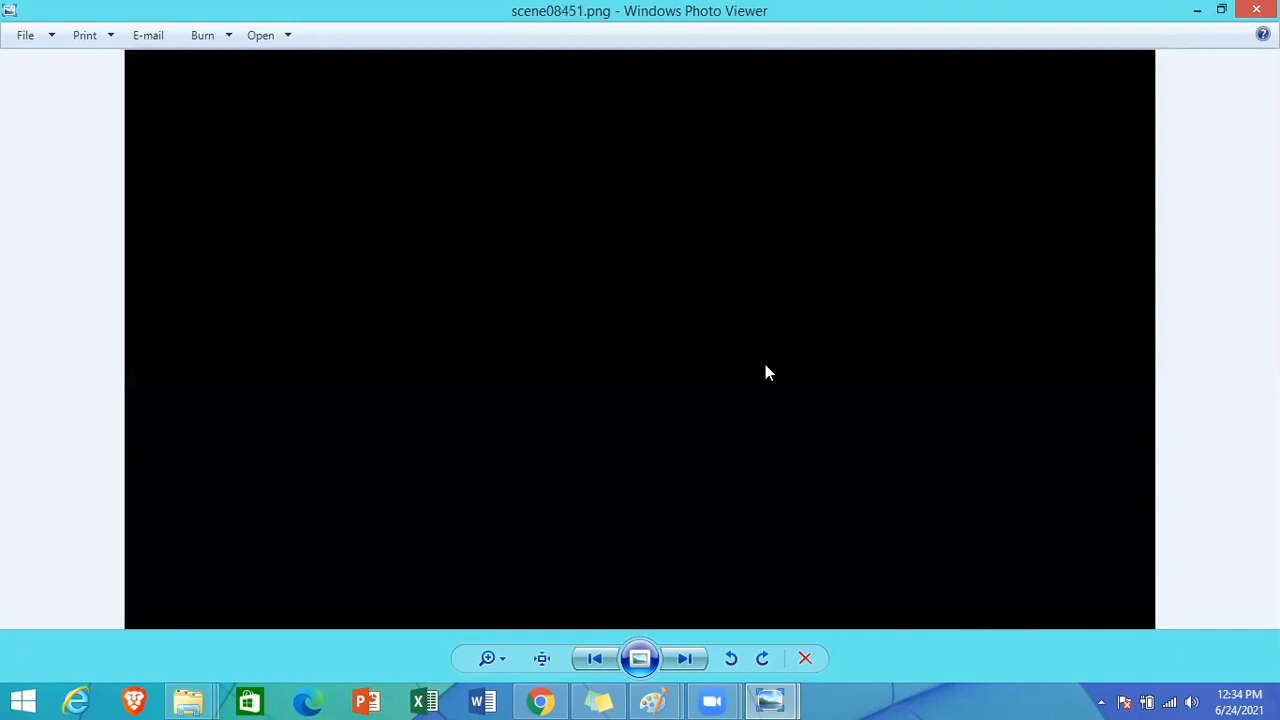 scene08451.png - Windows Photo Viewer
File Print E-mail Burn Open
12:34 PM
6/24/2021